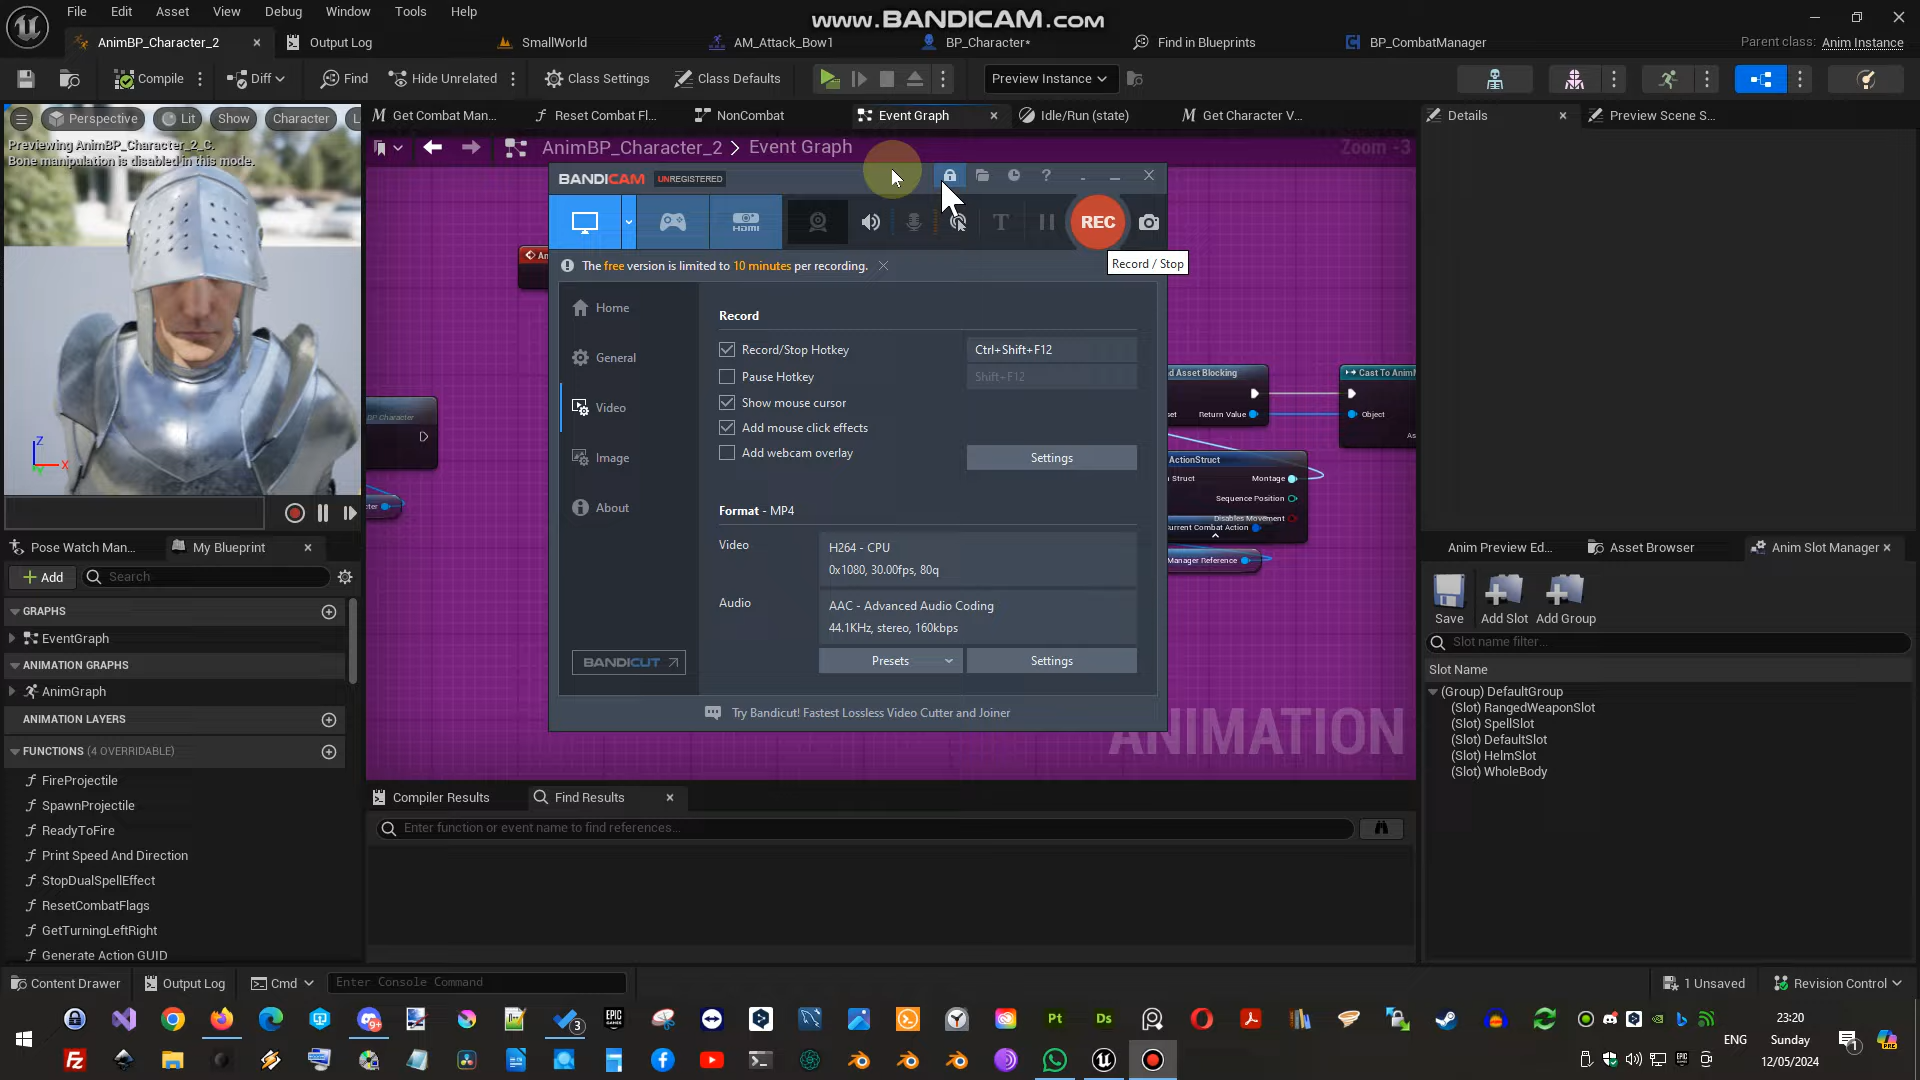 File Edit Asset View Debug Window Tools Help
www.BANDICAM.com
AnimBP_Character_2
Output Log
SmallWorld
AM_Attack_Bow1
BP_Character*
Find in Blueprints
BP_CombatManager
Parent class: Anim Instance
Compile
Diff
Find
Hide Unrelated
Class Settings
Class Defaults
Preview Instance
Perspective
Lit
Show
Character
Previewing AnimBP_Character_2_C.
Bone manipulation is disabled in this mode.
Get Combat Man...
Reset Combat Fl...
NonCombat
Event Graph
Idle/Run (state)
Get Character V...
Details
Preview Scene S...
AnimBP_Character_2 > Event Graph
Zoom -3
BANDICAM UNREGISTERED
HDMI
T
REC
Record / Stop
The free version is limited to 10 minutes per recording.
Home
General
Video
Image
About
BANDICUT
Record
Record/Stop Hotkey
Ctrl+Shift+F12
Pause Hotkey
Shift+F12
Show mouse cursor
Add mouse click effects
Add webcam overlay
Settings
Format - MP4
Video
H264 - CPU
0x1080, 30.00fps, 80q
Audio
AAC - Advanced Audio Coding
44.1KHz, stereo, 160kbps
Presets
Settings
Try Bandicut! Fastest Lossless Video Cutter and Joiner
BP Character
d Asset Blocking
Return Value
Cast To AnimM
Object
ActionStruct
n Struct
Montage
Sequence Position
Disables Movement
urrent Combat Action
Manager Reference
ANIMATION
Z
X
Pose Watch Man...
My Blueprint
Add
Search
GRAPHS
EventGraph
ANIMATION GRAPHS
AnimGraph
ANIMATION LAYERS
FUNCTIONS (4 OVERRIDABLE)
FireProjectile
SpawnProjectile
ReadyToFire
Print Speed And Direction
StopDualSpellEffect
ResetCombatFlags
GetTurningLeftRight
Generate Action GUID
Compiler Results
Find Results
Enter function or event name to find references...
Anim Preview Ed...
Asset Browser
Anim Slot Manager
Save
Add Slot
Add Group
Slot name filter...
Slot Name
(Group) DefaultGroup
(Slot) RangedWeaponSlot
(Slot) SpellSlot
(Slot) DefaultSlot
(Slot) HelmSlot
(Slot) WholeBody
Content Drawer
Output Log
Cmd
Enter Console Command
1 Unsaved
Revision Control
ENG
23:20
Sunday
12/05/2024